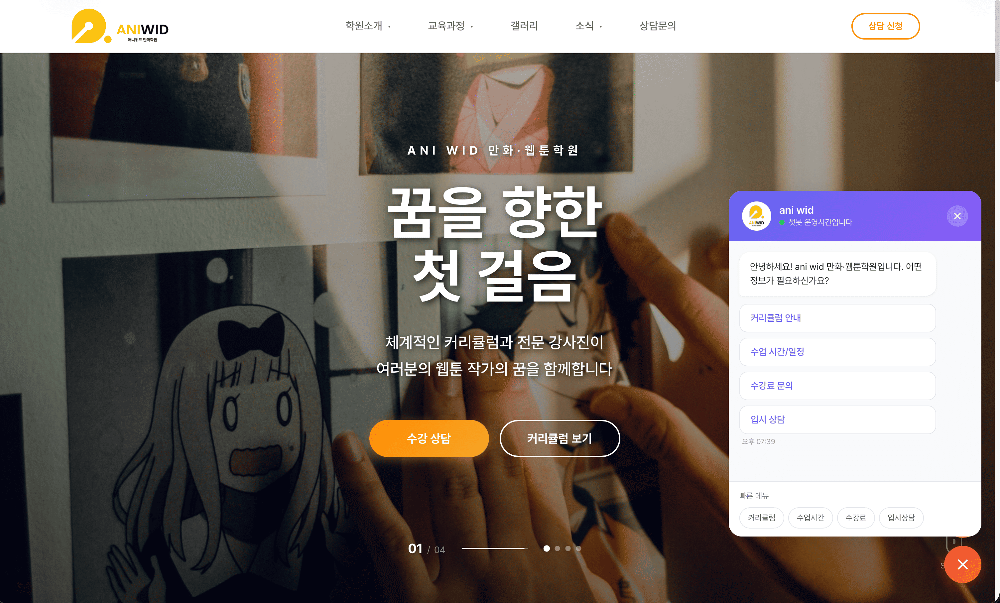 ANIWID
애니위드 만화학원
학원소개
교육과정
갤러리
소식
상담문의
상담 신청
ANI WID 만화·웹툰학원
꿈을 향한
첫 걸음
체계적인 커리큘럼과 전문 강사진이
여러분의 웹툰 작가의 꿈을 함께합니다
수강 상담
커리큘럼 보기
01 / 04
ANIWID
ani wid
챗봇 운영시간입니다
안녕하세요! ani wid 만화·웹툰학원입니다. 어떤
정보가 필요하신가요?
커리큘럼 안내
수업 시간/일정
수강료 문의
입시 상담
오후 07:39
빠른 메뉴
커리큘럼
수업시간
수강료
입시상담